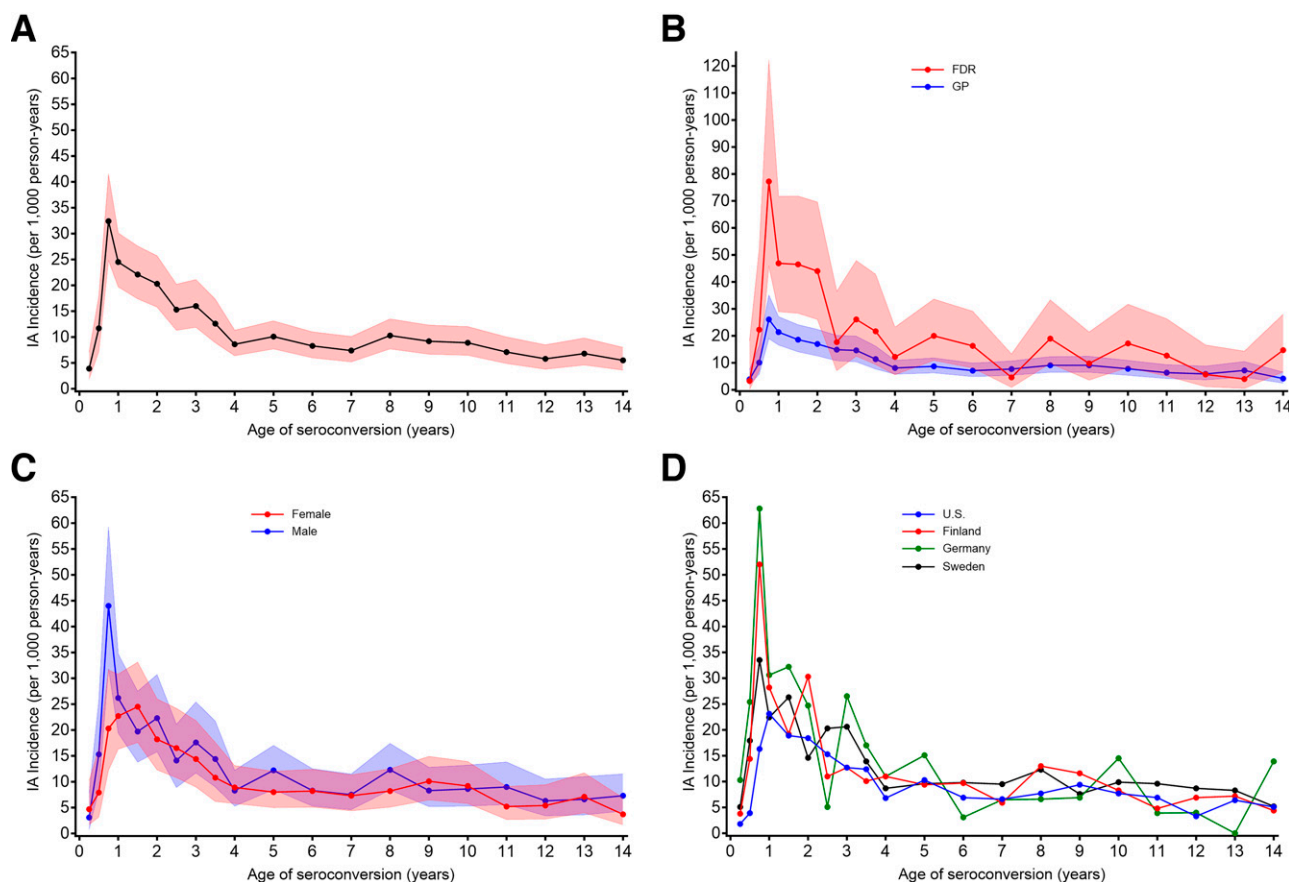 A
IA Incidence (per 1,000 person-years)
65
60
55
50
45
40
35
30
25
20
15
10
5
0
0 1 2 3 4 5 6 7 8 9 10 11 12 13 14
Age of seroconversion (years)
B
IA Incidence (per 1,000 person-years)
120
110
100
90
80
70
60
50
40
30
20
10
0
FDR
GP
0 1 2 3 4 5 6 7 8 9 10 11 12 13 14
Age of seroconversion (years)
C
IA Incidence (per 1,000 person-years)
65
60
55
50
45
40
35
30
25
20
15
10
5
0
Female
Male
0 1 2 3 4 5 6 7 8 9 10 11 12 13 14
Age of seroconversion (years)
D
IA Incidence (per 1,000 person-years)
65
60
55
50
45
40
35
30
25
20
15
10
5
0
U.S.
Finland
Germany
Sweden
0 1 2 3 4 5 6 7 8 9 10 11 12 13 14
Age of seroconversion (years)